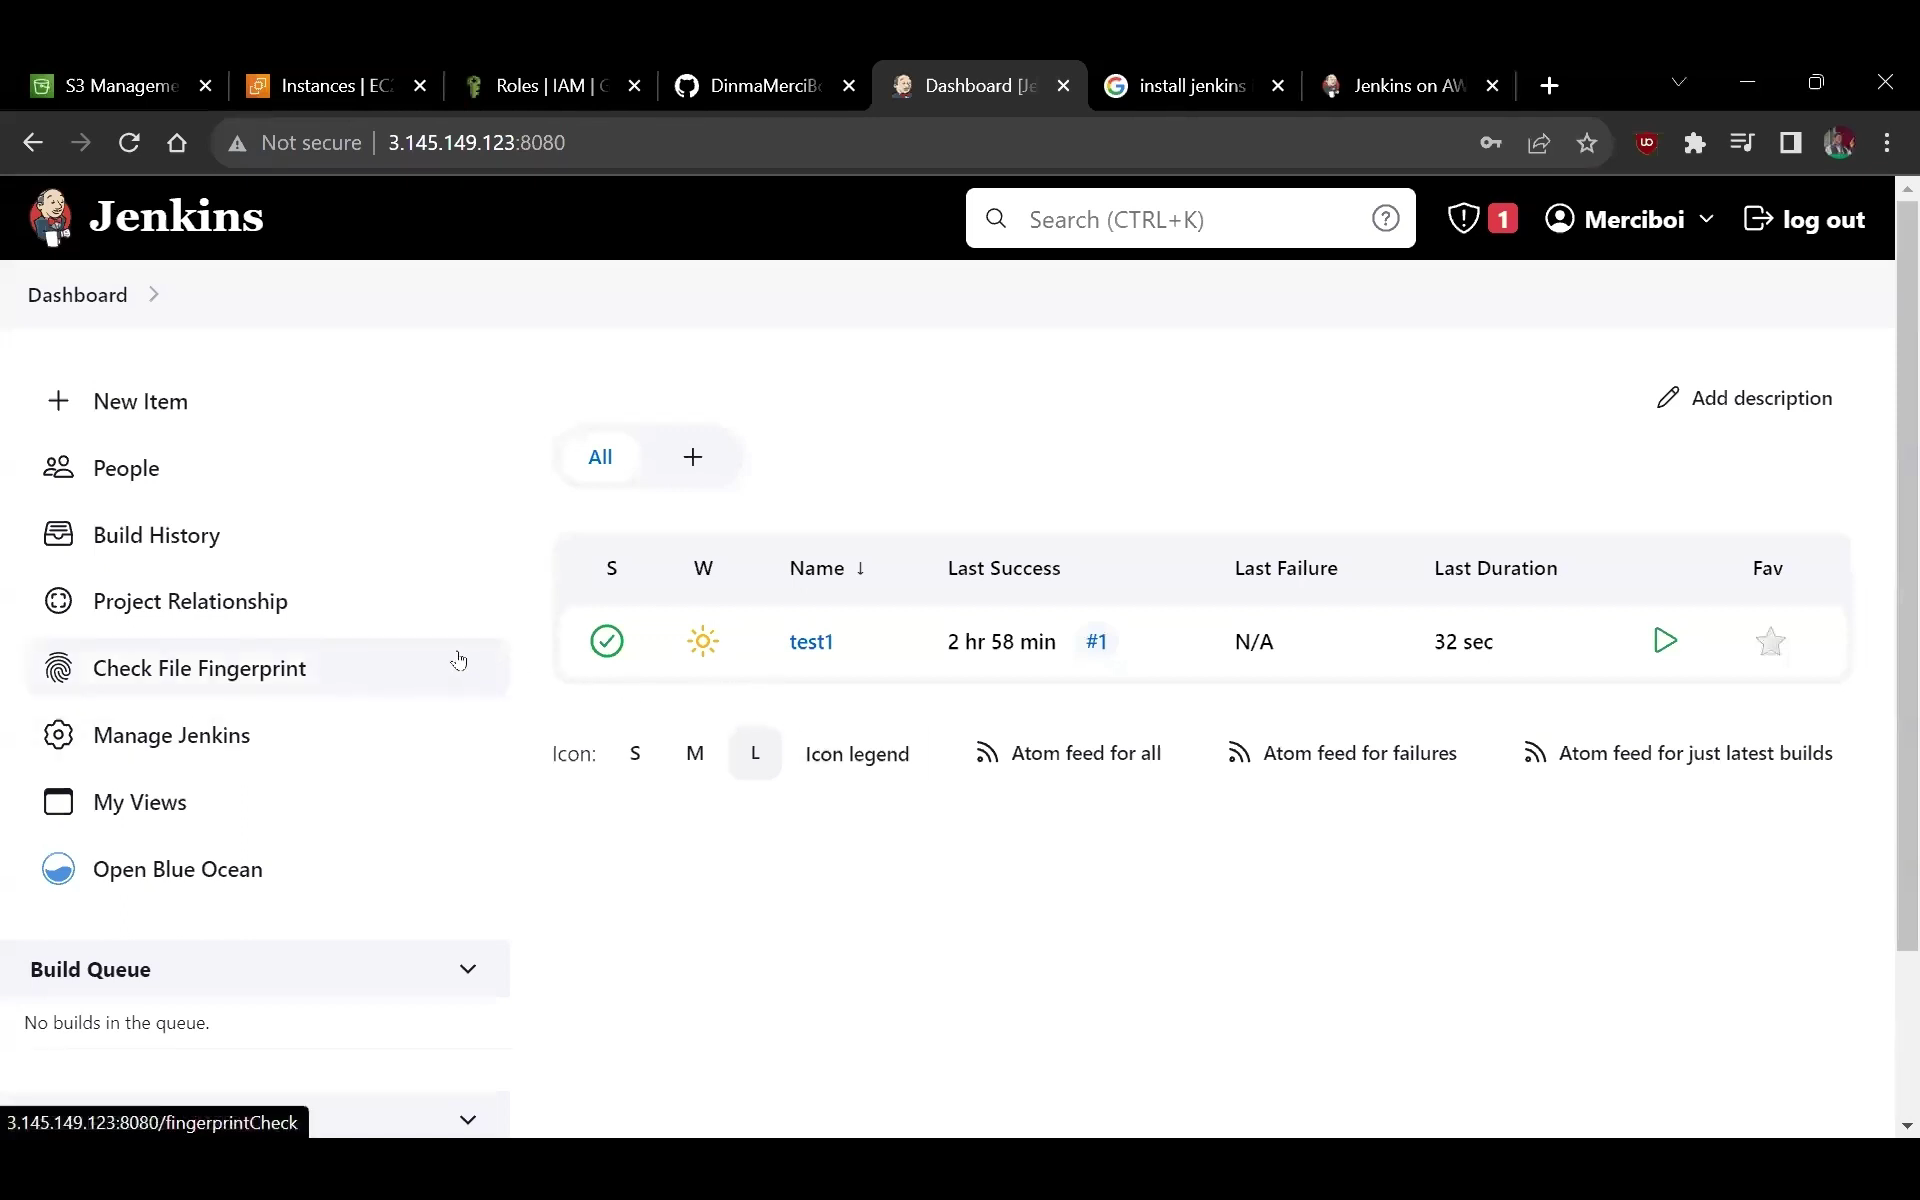 S3 Manageme
Instances | EC2
Roles | IAM | G
DinmaMerciBo
Dashboard [Je
install jenkins
Jenkins on AW
Not secure
3.145.149.123:8080
Jenkins
Search (CTRL+K)
1
Merciboi
log out
Dashboard
New Item
People
Build History
Project Relationship
Check File Fingerprint
Manage Jenkins
My Views
Open Blue Ocean
Build Queue
No builds in the queue.
3.145.149.123:8080/fingerprintCheck
Add description
All
S W Name ↓ Last Success Last Failure Last Duration Fav
test1 2 hr 58 min #1 N/A 32 sec
Icon: S M L Icon legend Atom feed for all Atom feed for failures Atom feed for just latest builds